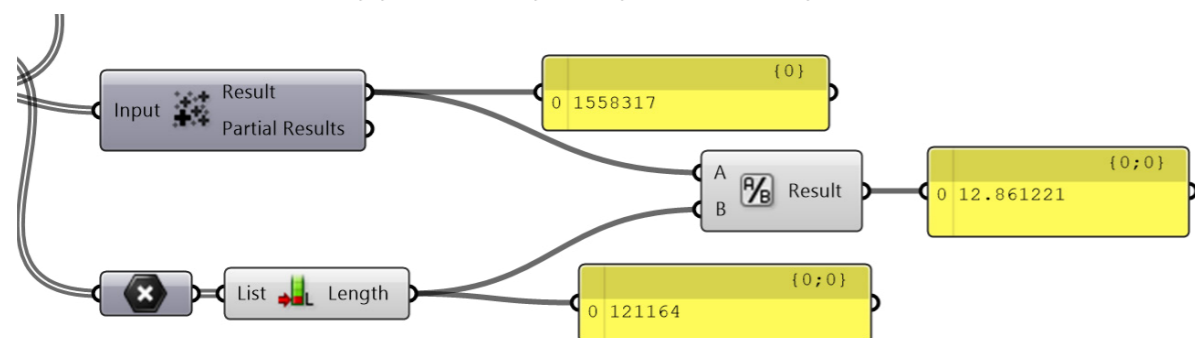 Input
Result
Partial Results
{0}
0 1558317
A
B
Result
{0;0}
0 12.861221
List
Length
{0;0}
0 121164